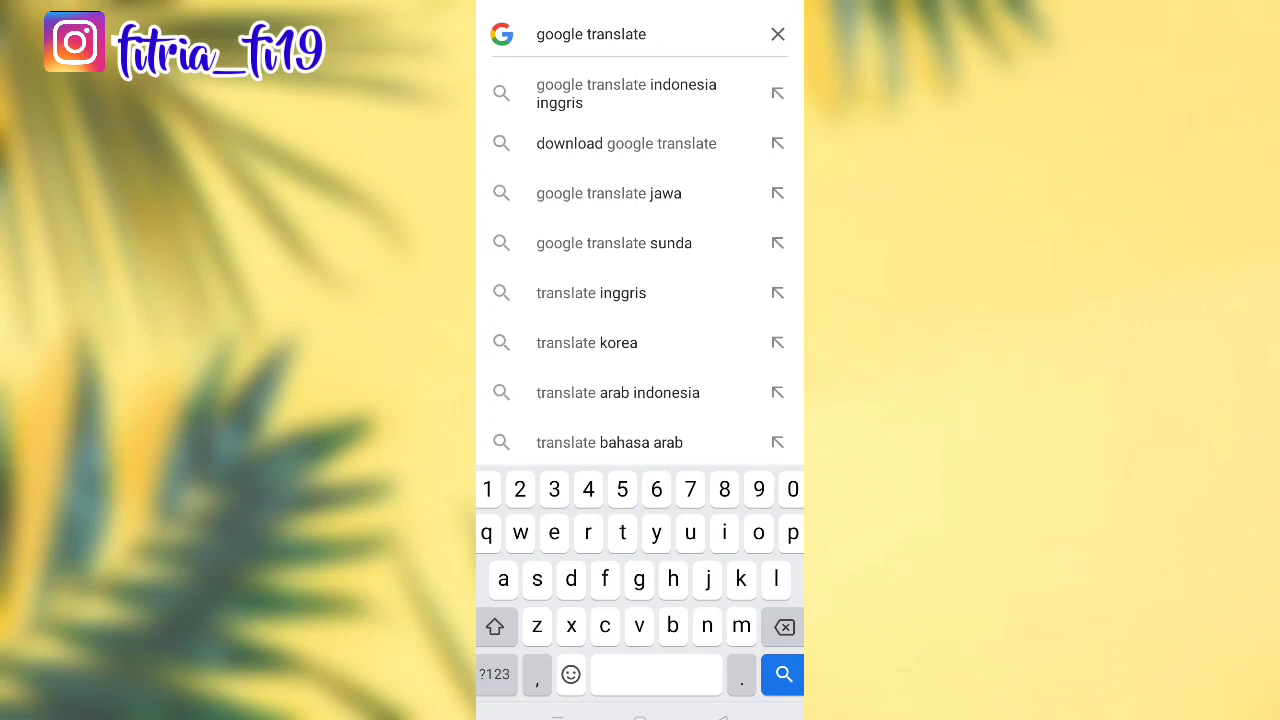 fitria_fi19
google translate
google translate indonesia
inggris
download google translate
google translate jawa
google translate sunda
translate inggris
translate korea
translate arab indonesia
translate bahasa arab
1 2 3 4 5 6 7 8 9 0
q w e r t y u i o p
a s d f g h j k l
z x c v b n m
?123 , .